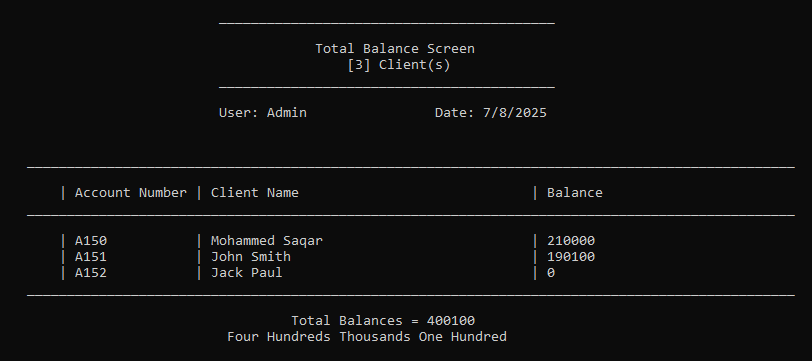 Total Balance Screen
[3] Client(s)
User: Admin Date: 7/8/2025
| Account Number | Client Name | Balance
| A150 | Mohammed Saqar | 210000
| A151 | John Smith | 190100
| A152 | Jack Paul | 0
Total Balances = 400100
Four Hundreds Thousands One Hundred